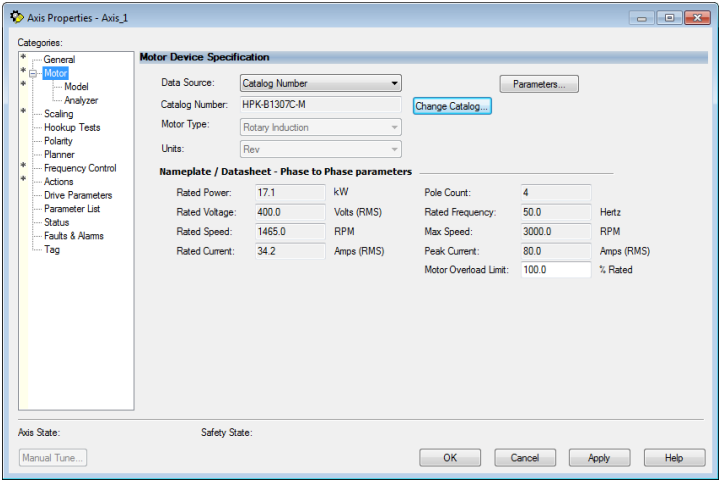 Axis Properties - Axis_1
Categories:
General
Motor
Model
Analyzer
Scaling
Hookup Tests
Polarity
Planner
Frequency Control
Actions
Drive Parameters
Parameter List
Status
Faults & Alarms
Tag
Motor Device Specification
Data Source: Catalog Number Parameters...
Catalog Number: HPK-B1307C-M Change Catalog...
Motor Type: Rotary Induction
Units: Rev
Nameplate / Datasheet - Phase to Phase parameters
Rated Power: 17.1 kW Pole Count: 4
Rated Voltage: 400.0 Volts (RMS) Rated Frequency: 50.0 Hertz
Rated Speed: 1465.0 RPM Max Speed: 3000.0 RPM
Rated Current: 34.2 Amps (RMS) Peak Current: 80.0 Amps (RMS)
Motor Overload Limit: 100.0 % Rated
Axis State: Safety State:
Manual Tune... OK Cancel Apply Help